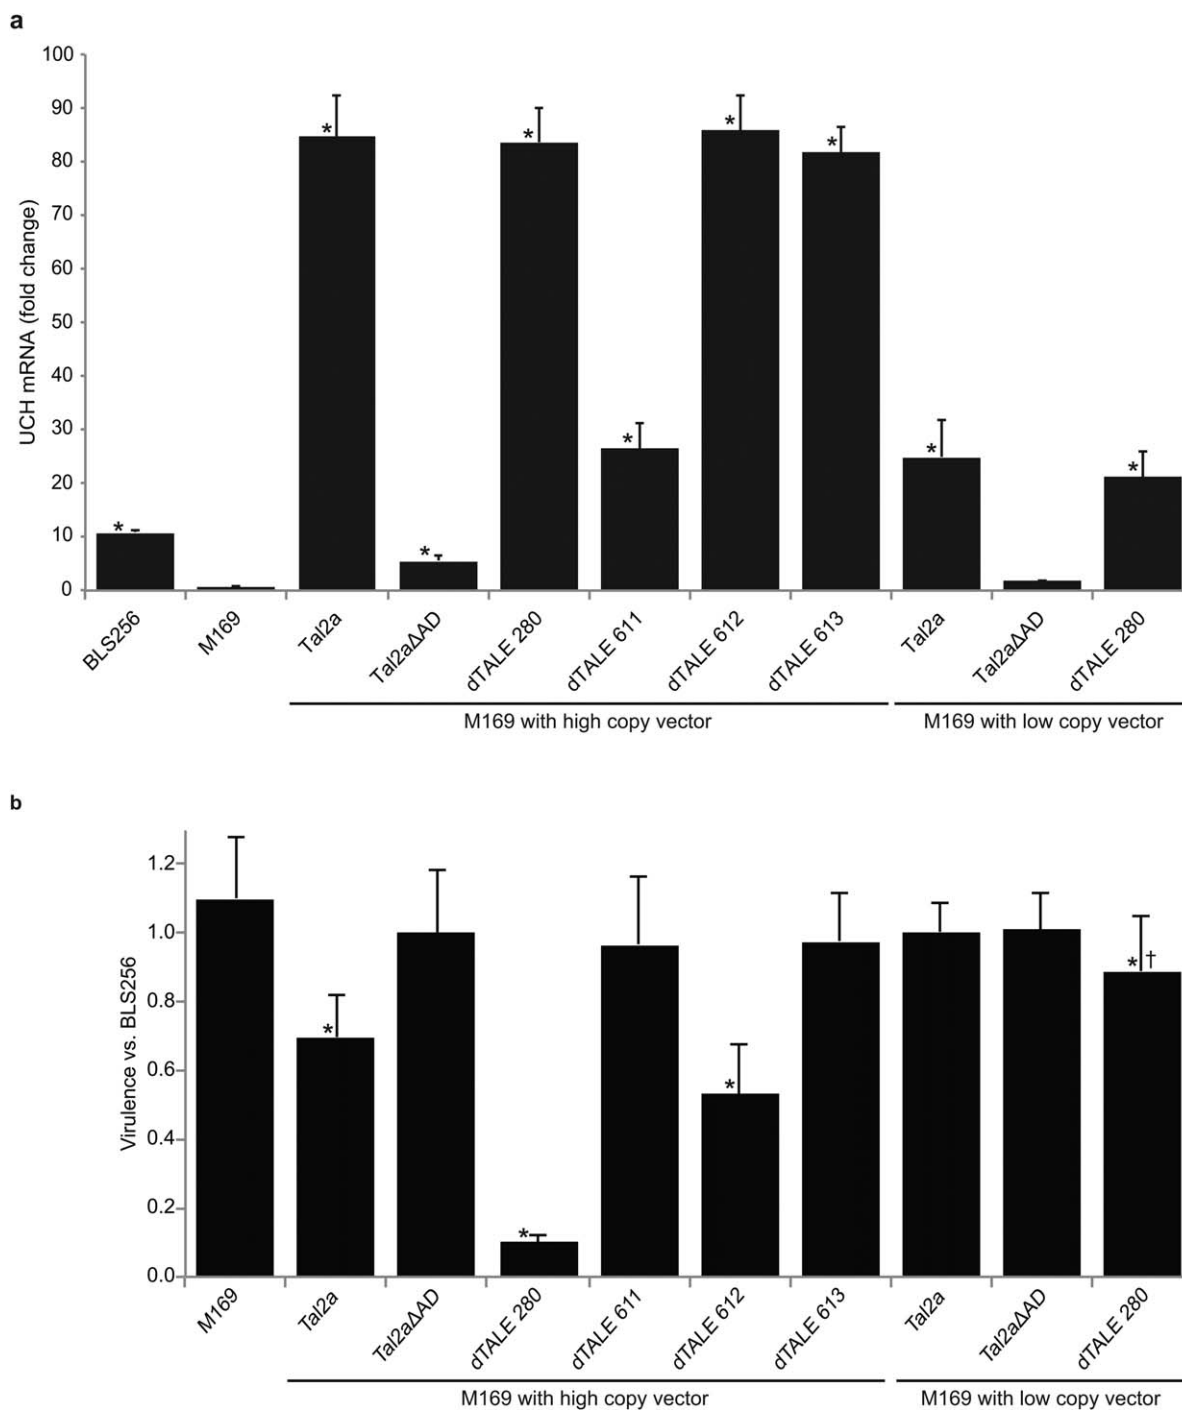 a
UCH mRNA (fold change)
100
90
80
70
60
50
40
30
20
10
0
* * * * * * * * *
BLS256 M169 Tal2a Tal2aΔAD dTALE 280 dTALE 611 dTALE 612 dTALE 613 Tal2a Tal2aΔAD dTALE 280
M169 with high copy vector M169 with low copy vector
b
Virulence vs. BLS256
1.2
1.0
0.8
0.6
0.4
0.2
0.0
* * * *†
M169 Tal2a Tal2aΔAD dTALE 280 dTALE 611 dTALE 612 dTALE 613 Tal2a Tal2aΔAD dTALE 280
M169 with high copy vector M169 with low copy vector